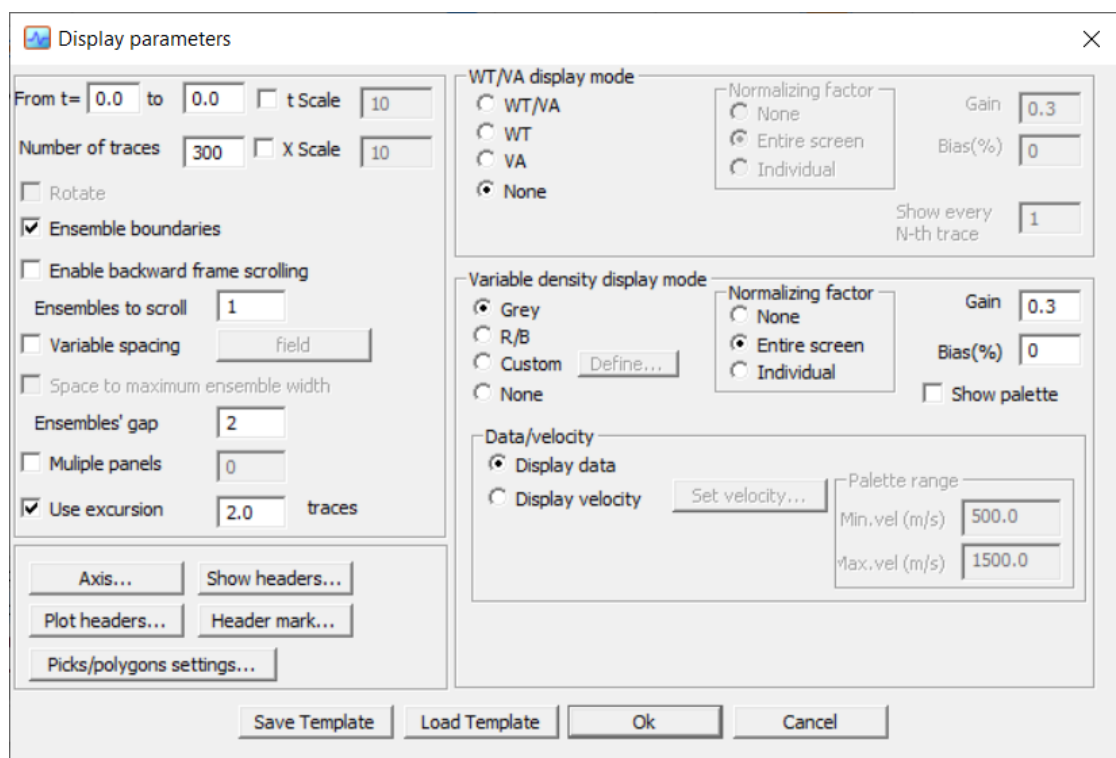 Display parameters
From t= 0.0 to 0.0 t Scale 10
Number of traces 300 X Scale 10
Rotate
Ensemble boundaries
Enable backward frame scrolling
Ensembles to scroll 1
Variable spacing field
Space to maximum ensemble width
Ensembles' gap 2
Muliple panels 0
Use excursion 2.0 traces
Axis... Show headers...
Plot headers... Header mark...
Picks/polygons settings...
WT/VA display mode
WT/VA
WT
VA
None
Normalizing factor
None
Entire screen
Individual
Gain 0.3
Bias(%) 0
Show every
N-th trace 1
Variable density display mode
Grey
R/B
Custom Define...
None
Normalizing factor
None
Entire screen
Individual
Gain 0.3
Bias(%) 0
Show palette
Data/velocity
Display data
Display velocity Set velocity...
Palette range
Min.vel (m/s) 500.0
Max.vel (m/s) 1500.0
Save Template Load Template Ok Cancel